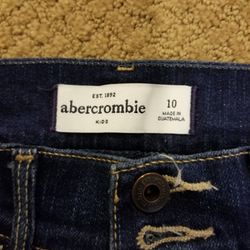 EST. 1892
abercrombie
KIDS
10
MADE IN
GUATEMALA